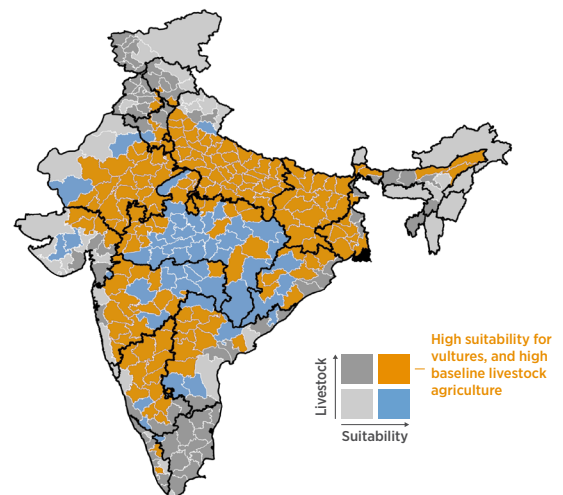 High suitability for
vultures, and high
baseline livestock
agriculture
Livestock
Suitability